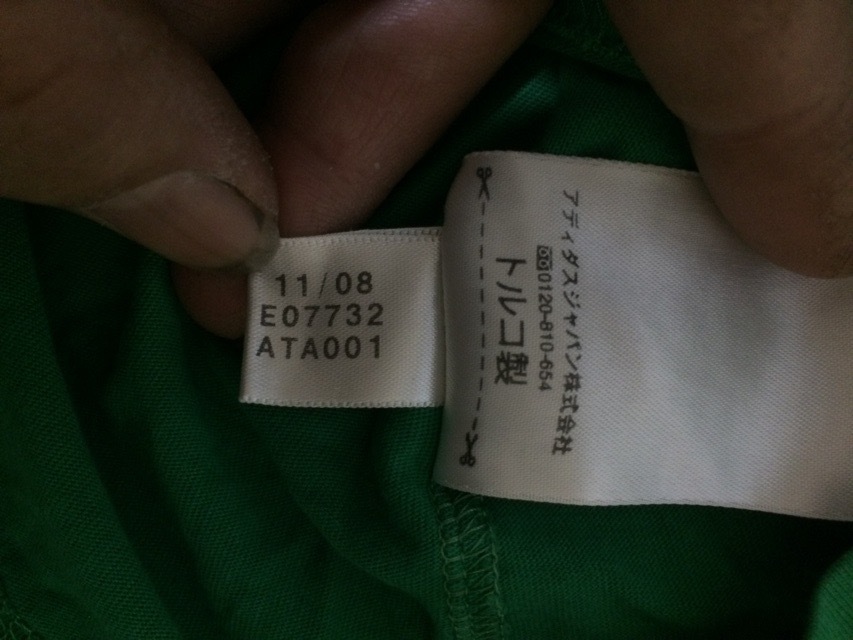 11/08
E07732
ATA001
アディダスジャパン株式会社
0120-810-654
トルコ製